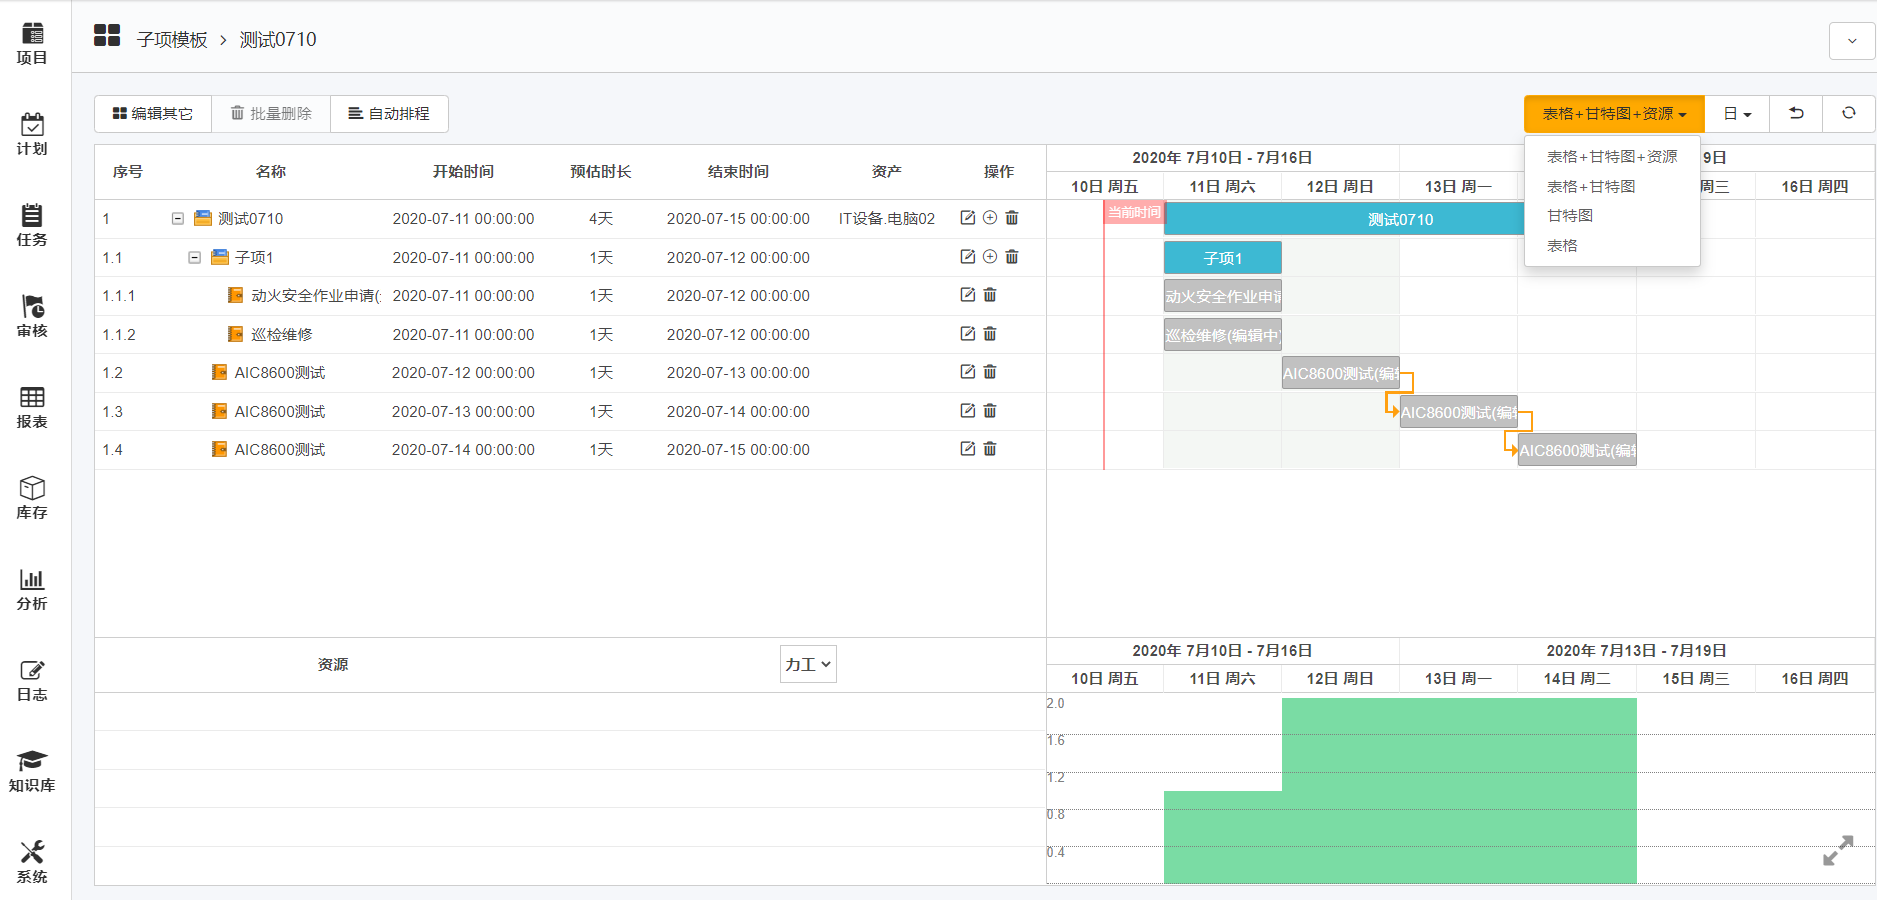 项目
计划
任务
审核
报表
库存
分析
日志
知识库
系统
子项模板 > 测试0710
编辑其它 批量删除 自动排程
表格+甘特图+资源 日
表格+甘特图+资源
表格+甘特图
甘特图
表格
序号 名称 开始时间 预估时长 结束时间 资产 操作
1 测试0710 2020-07-11 00:00:00 4天 2020-07-15 00:00:00 IT设备.电脑02
1.1 子项1 2020-07-11 00:00:00 1天 2020-07-12 00:00:00
1.1.1 动火安全作业申请( 2020-07-11 00:00:00 1天 2020-07-12 00:00:00
1.1.2 巡检维修 2020-07-11 00:00:00 1天 2020-07-12 00:00:00
1.2 AIC8600测试 2020-07-12 00:00:00 1天 2020-07-13 00:00:00
1.3 AIC8600测试 2020-07-13 00:00:00 1天 2020-07-14 00:00:00
1.4 AIC8600测试 2020-07-14 00:00:00 1天 2020-07-15 00:00:00
2020年 7月10日 - 7月16日 9日
10日 周五 11日 周六 12日 周日 13日 周一 周三 16日 周四
当前时间 测试0710
子项1
动火安全作业申请
巡检维修(编辑中)
AIC8600测试(编辑
AIC8600测试(编辑
AIC8600测试(编辑
资源 力工
2020年 7月10日 - 7月16日 2020年 7月13日 - 7月19日
10日 周五 11日 周六 12日 周日 13日 周一 14日 周二 15日 周三 16日 周四
2.0
1.6
1.2
0.8
0.4